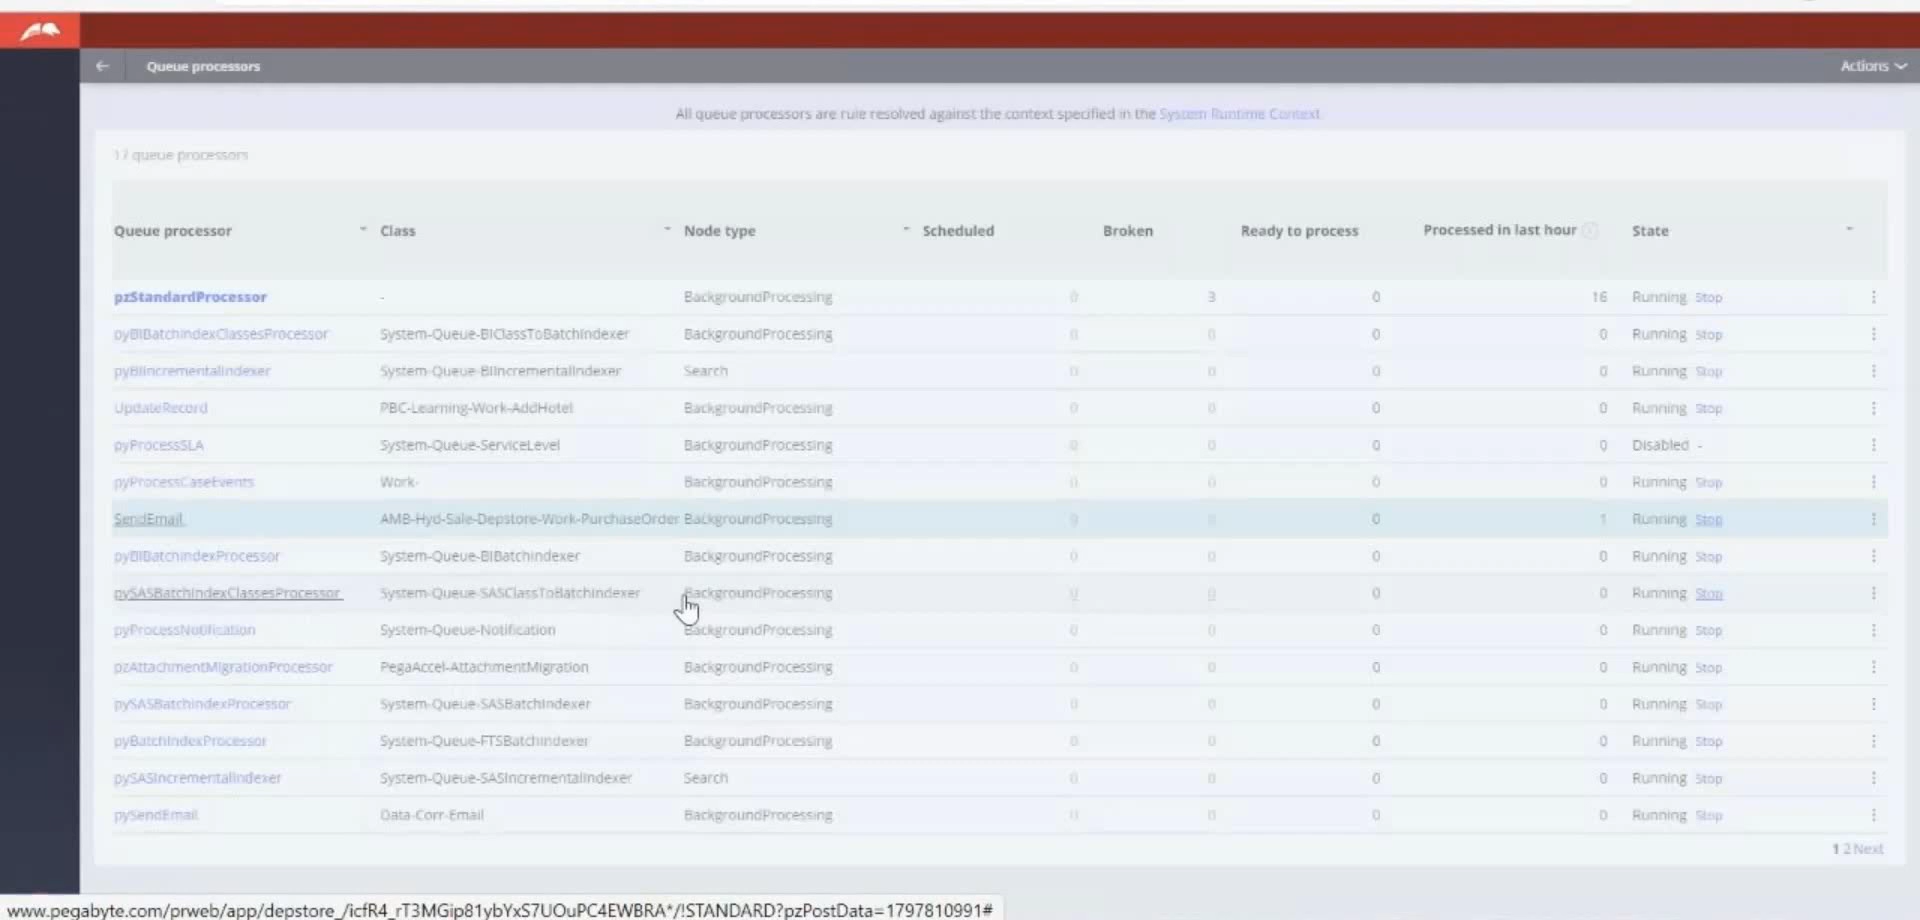 Queue processors
Actions
All queue processors are rule resolved against the context specified in the System Runtime Context.
17 queue processors
Queue processor Class Node type Scheduled Broken Ready to process Processed in last hour State
pzStandardProcessor - BackgroundProcessing 0 3 0 16 Running Stop
pyBIBatchIndexClassesProcessor System-Queue-BIClassToBatchIndexer BackgroundProcessing 0 0 0 0 Running Stop
pyBIIncrementalIndexer System-Queue-BIIncrementalIndexer Search 0 0 0 0 Running Stop
UpdateRecord PBC-Learning-Work-AddHotel BackgroundProcessing 0 0 0 0 Running Stop
pyProcessSLA System-Queue-ServiceLevel BackgroundProcessing 0 0 0 0 Disabled -
pyProcessCaseEvents Work- BackgroundProcessing 0 0 0 0 Running Stop
SendEmail AMB-Hyd-Sale-Depstore-Work-PurchaseOrder BackgroundProcessing 0 0 0 1 Running Stop
pyBIBatchIndexProcessor System-Queue-BIBatchIndexer BackgroundProcessing 0 0 0 0 Running Stop
pySASBatchIndexClassesProcessor System-Queue-SASClassToBatchIndexer BackgroundProcessing 0 0 0 0 Running Stop
pyProcessNotification System-Queue-Notification BackgroundProcessing 0 0 0 0 Running Stop
pzAttachmentMigrationProcessor PegaAccel-AttachmentMigration BackgroundProcessing 0 0 0 0 Running Stop
pySASBatchIndexProcessor System-Queue-SASBatchIndexer BackgroundProcessing 0 0 0 0 Running Stop
pyBatchIndexProcessor System-Queue-FTSBatchIndexer BackgroundProcessing 0 0 0 0 Running Stop
pySASIncrementalIndexer System-Queue-SASIncrementalIndexer Search 0 0 0 0 Running Stop
pySendEmail Data-Corr-Email BackgroundProcessing 0 0 0 0 Running Stop
1 2 Next
www.pegabyte.com/prweb/app/depstore_/icfR4_rT3MGip81ybYxS7UOuPC4EWBRA*/!STANDARD?pzPostData=1797810991#